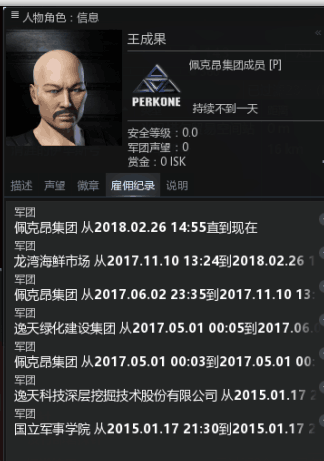 人物角色：信息
王成果
佩克昂集团成员 [P]
PERKONE
持续不到一天
安全等级：0.0
军团声望：0
赏金：0 ISK
描述 声望 徽章 雇佣纪录 说明
军团
佩克昂集团 从2018.02.26 14:55直到现在
军团
龙湾海鲜市场 从2017.11.10 13:24到2018.02.26 1
军团
佩克昂集团 从2017.06.02 23:35到2017.11.10 13:
军团
逸天绿化建设集团 从2017.05.01 00:05到2017.06.0
军团
佩克昂集团 从2017.05.01 00:03到2017.05.01 00:
军团
逸天科技深层挖掘技术股份有限公司 从2015.01.17 2
军团
国立军事学院 从2015.01.17 21:30到2015.01.17 2